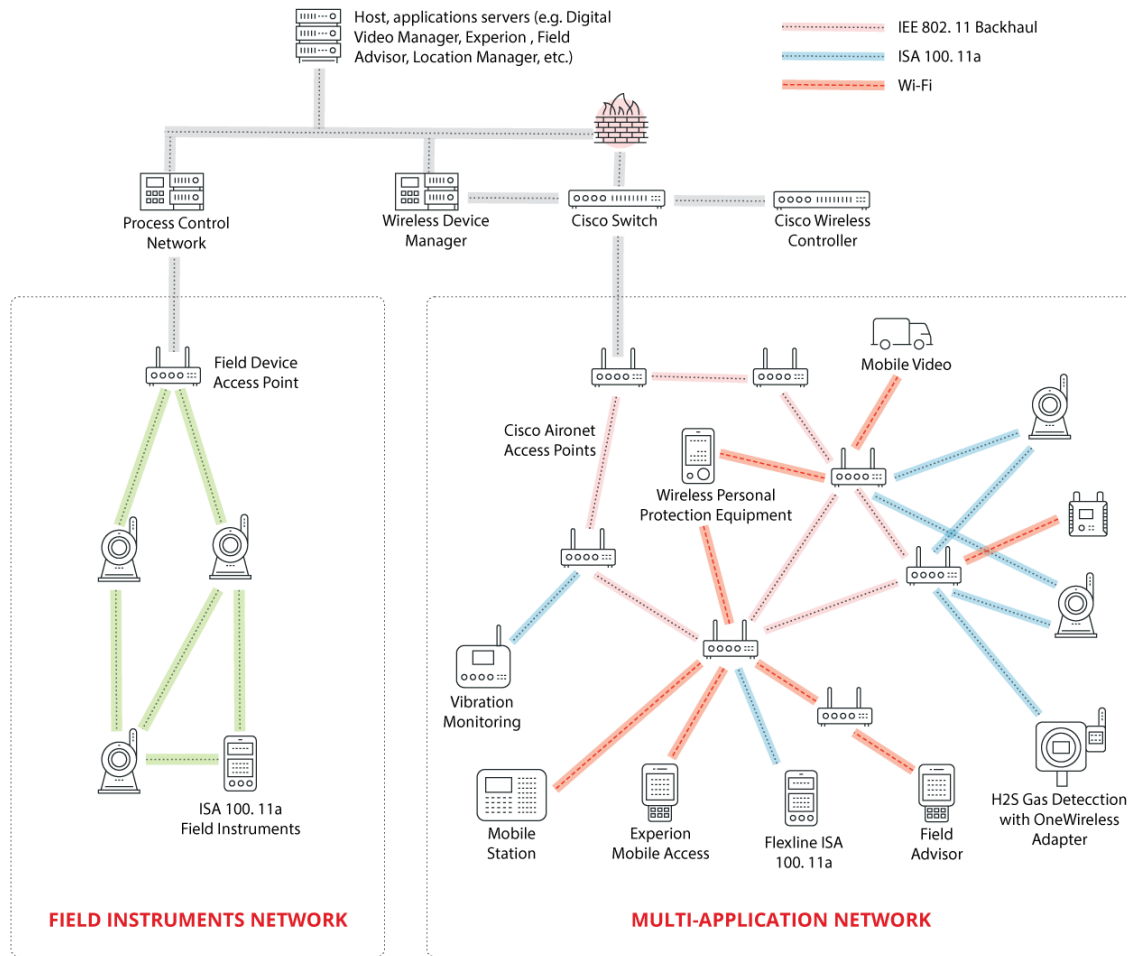 Host, applications servers (e.g. Digital
Video Manager, Experion , Field
Advisor, Location Manager, etc.)
IEE 802. 11 Backhaul
ISA 100. 11a
Wi-Fi
Process Control
Network
Wireless Device
Manager
Cisco Switch
Cisco Wireless
Controller
Field Device
Access Point
Mobile Video
Cisco Aironet
Access Points
Wireless Personal
Protection Equipment
Vibration
Monitoring
ISA 100. 11a
Field Instruments
Mobile
Station
Experion
Mobile Access
Flexline ISA
100. 11a
Field
Advisor
H2S Gas Detecction
with OneWireless
Adapter
FIELD INSTRUMENTS NETWORK
MULTI-APPLICATION NETWORK